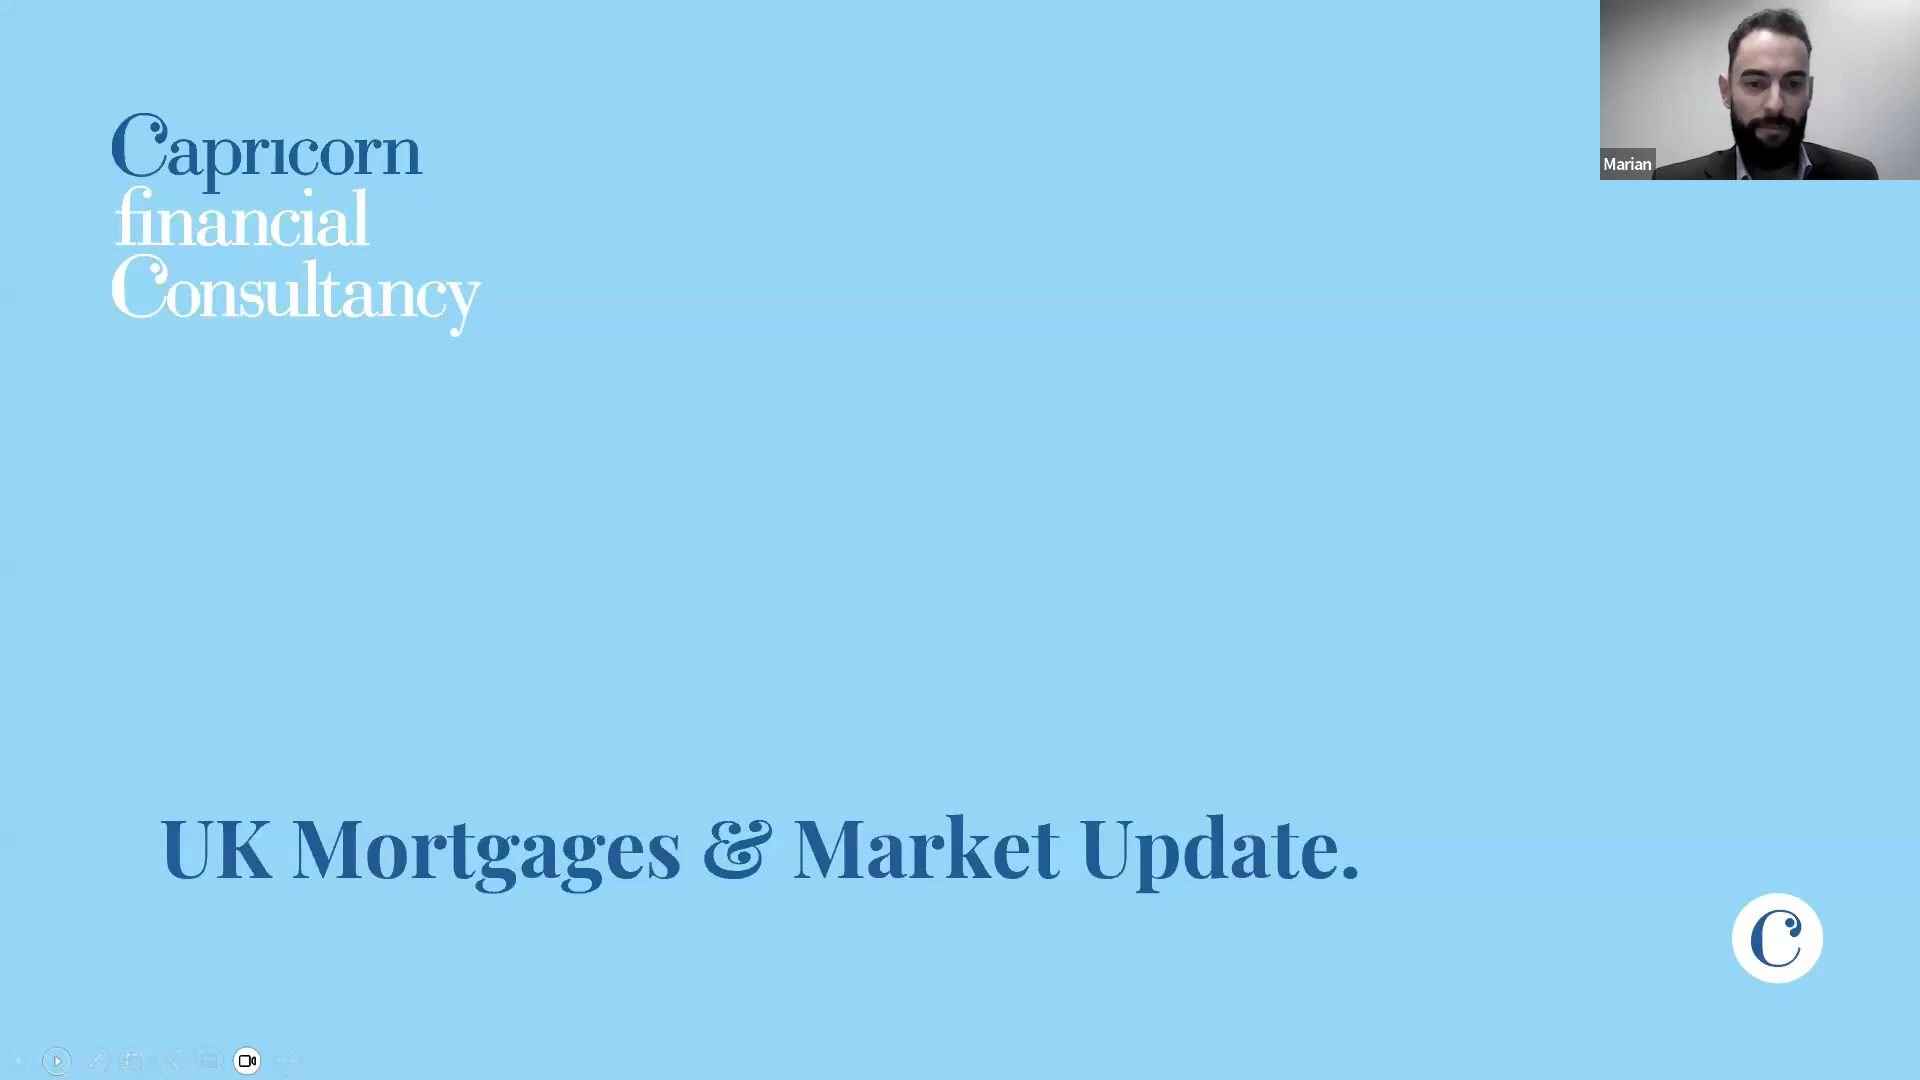 Capricorn
financial
Consultancy
Marian
UK Mortgages & Market Update.
C